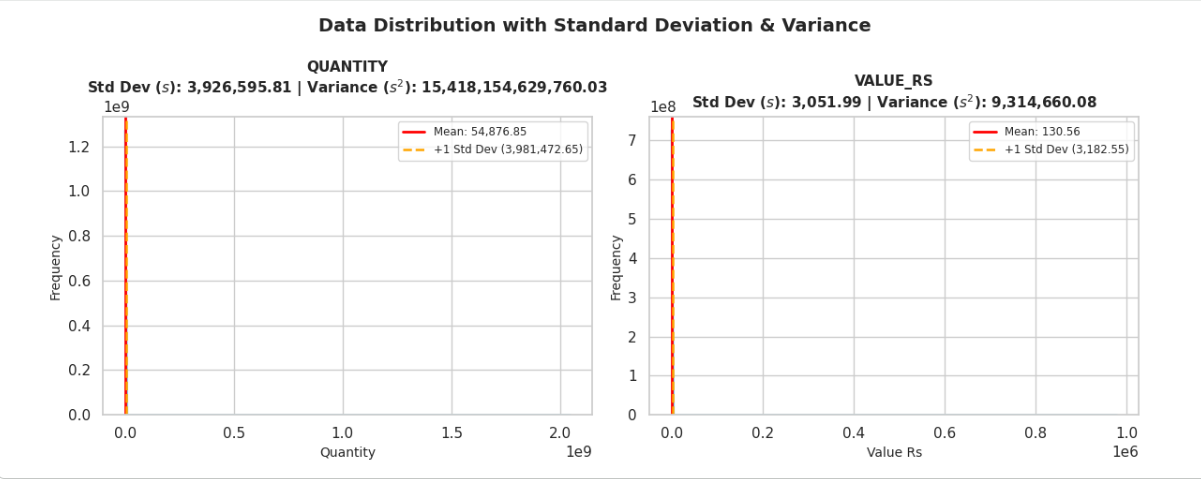 Data Distribution with Standard Deviation & Variance
QUANTITY
Std Dev (s): 3,926,595.81 | Variance (s²): 15,418,154,629,760.03
1e9
Mean: 54,876.85
+1 Std Dev (3,981,472.65)
1.2
1.0
0.8
0.6
0.4
0.2
0.0
Frequency
0.0 0.5 1.0 1.5 2.0
Quantity
1e9
VALUE_RS
Std Dev (s): 3,051.99 | Variance (s²): 9,314,660.08
1e8
Mean: 130.56
+1 Std Dev (3,182.55)
7
6
5
4
3
2
1
0
Frequency
0.0 0.2 0.4 0.6 0.8 1.0
Value Rs
1e6